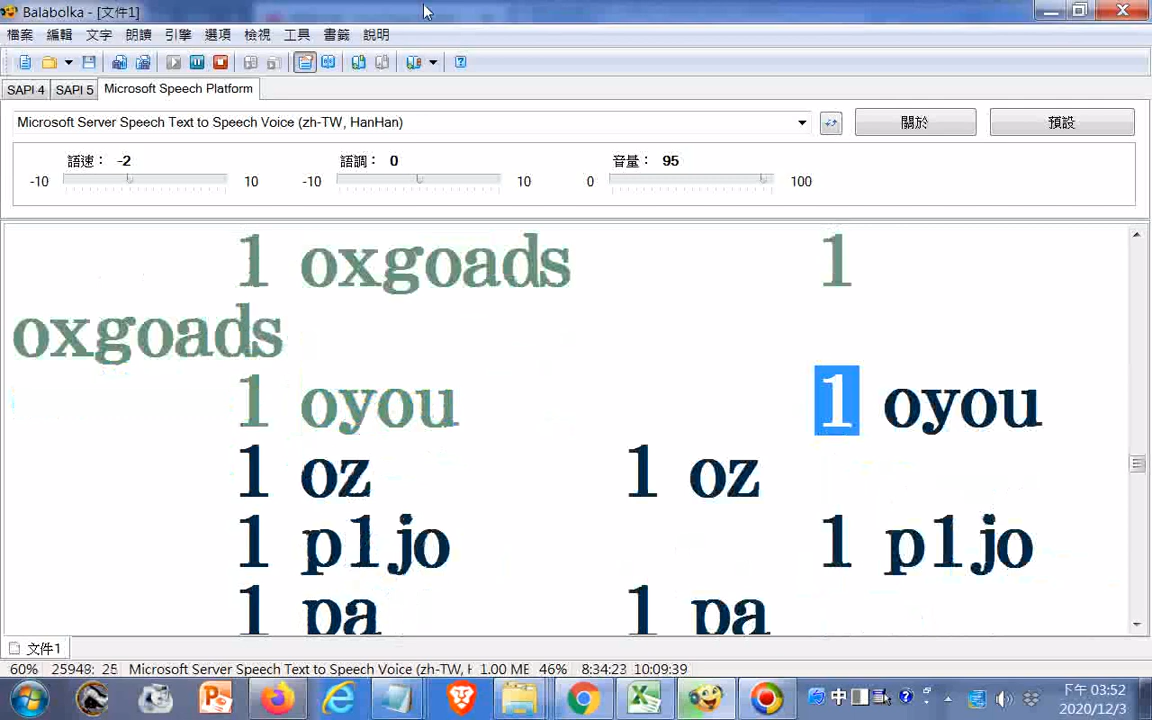 Balabolka - [文件1]
檔案 編輯 文字 朗讀 引擎 選項 檢視 工具 書籤 說明
SAPI 4 SAPI 5 Microsoft Speech Platform
Microsoft Server Speech Text to Speech Voice (zh-TW, HanHan) 關於 預設
語速： -2 語調： 0 音量： 95
-10 10 -10 10 0 100
1 oxgoads 1
oxgoads
1 oyou 1 oyou
1 oz 1 oz
1 p1jo 1 p1jo
1 pa 1 pa
文件1
60% 25948: 25 Microsoft Server Speech Text to Speech Voice (zh-TW, 1.00 ME 46% 8:34:23 10:09:39
中 下午 03:52
2020/12/3